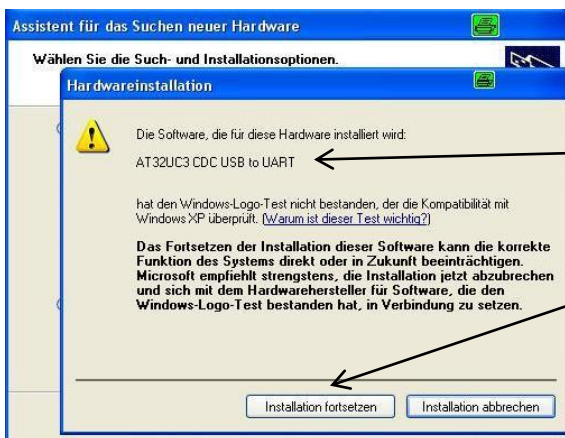 Assistent für das Suchen neuer Hardware
Wählen Sie die Such- und Installationsoptionen.
Hardwareinstallation
Die Software, die für diese Hardware installiert wird:
AT32UC3 CDC USB to UART
hat den Windows-Logo-Test nicht bestanden, der die Kompatibilität mit
Windows XP überprüft. (Warum ist dieser Test wichtig?)
Das Fortsetzen der Installation dieser Software kann die korrekte
Funktion des Systems direkt oder in Zukunft beeinträchtigen.
Microsoft empfiehlt strengstens, die Installation jetzt abzubrechen
und sich mit dem Hardwarehersteller für Software, die den
Windows-Logo-Test bestanden hat, in Verbindung zu setzen.
Installation fortsetzen Installation abbrechen